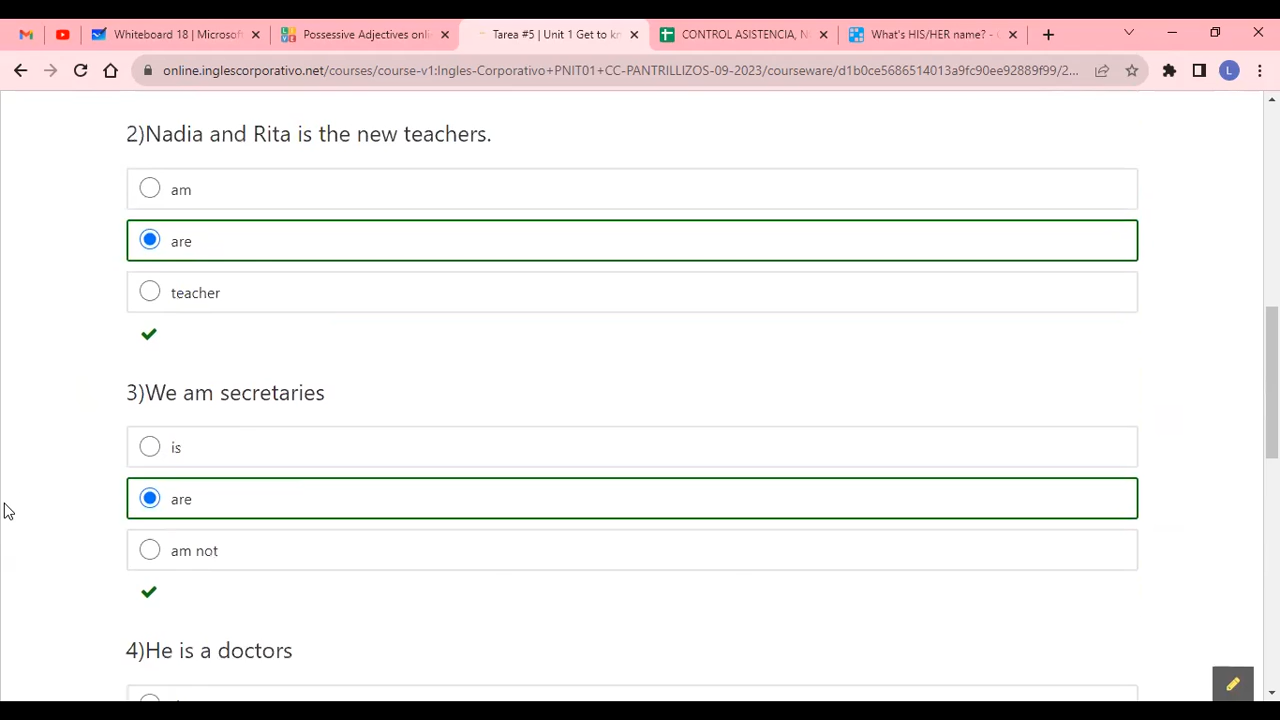 Whiteboard 18 | Microsof
Possessive Adjectives onl
Tarea #5 | Unit 1 Get to kn
CONTROL ASISTENCIA, N
What's HIS/HER name? - G
online.inglescorporativo.net/courses/course-v1:Ingles-Corporativo+PNIT01+CC-PANTRILLIZOS-09-2023/courseware/d1b0ce5686514013a9fc90ee92889f99/2...
L
2)Nadia and Rita is the new teachers.
am
are
teacher
3)We am secretaries
is
are
am not
4)He is a doctors